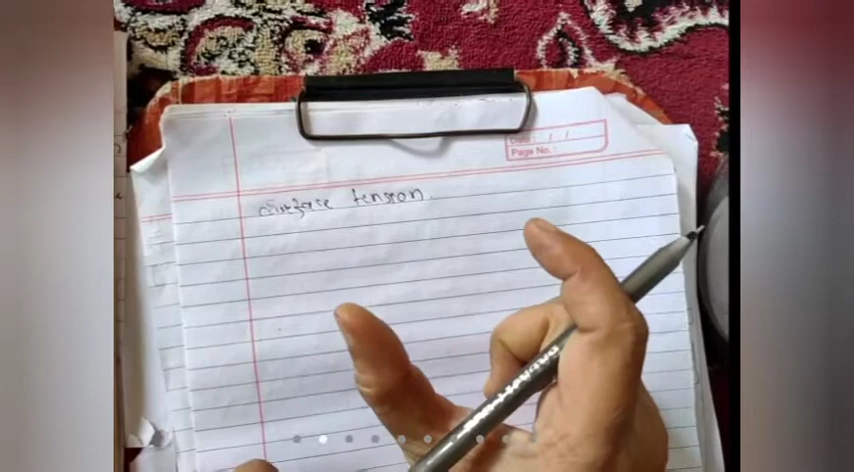 Date : / /
Page No. :
surface tension.